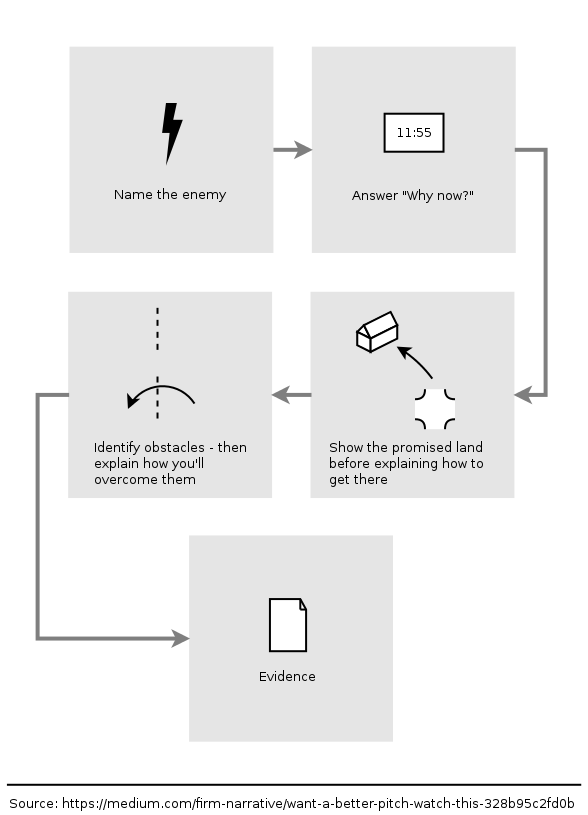 Name the enemy
11:55
Answer "Why now?"
Show the promised land
before explaining how to
get there
Identify obstacles - then
explain how you'll
overcome them
Evidence
Source: https://medium.com/firm-narrative/want-a-better-pitch-watch-this-328b95c2fd0b